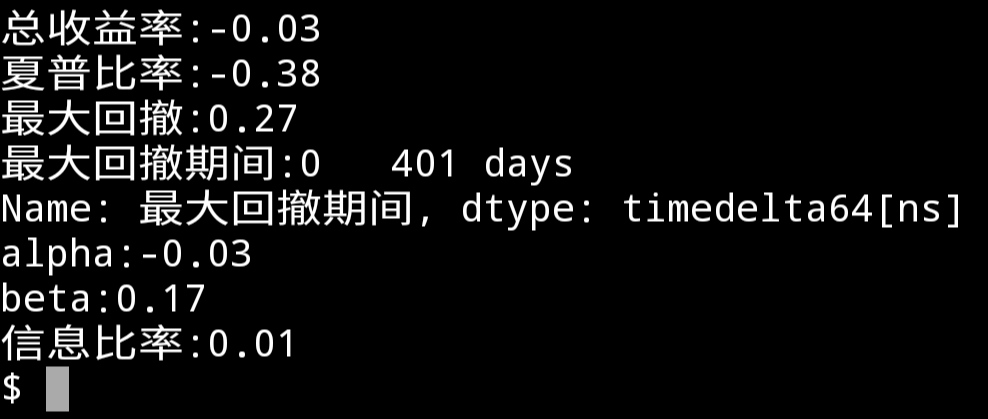 总收益率:-0.03
夏普比率:-0.38
最大回撤:0.27
最大回撤期间:0   401 days
Name: 最大回撤期间, dtype: timedelta64[ns]
alpha:-0.03
beta:0.17
信息比率:0.01
$